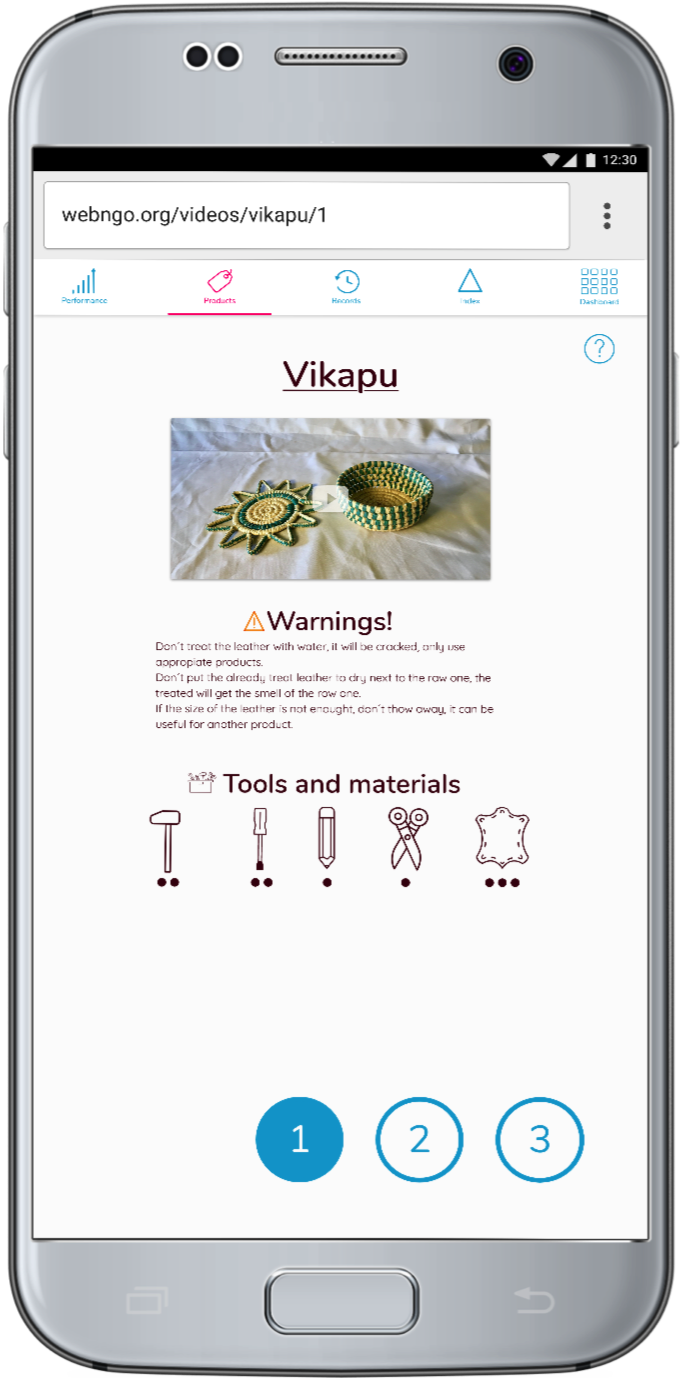 12:30
webngo.org/videos/vikapu/1
Performance Products Records Index Dashboard
?
Vikapu
Warnings!
Don´t treat the leather with water, it will be cracked, only use
appropiate products.
Don´t put the already treat leather to dry next to the raw one, the
treated will get the smell of the row one.
If the size of the leather is not enought, don´t thow away, it can be
useful for another product.
Tools and materials
1 2 3